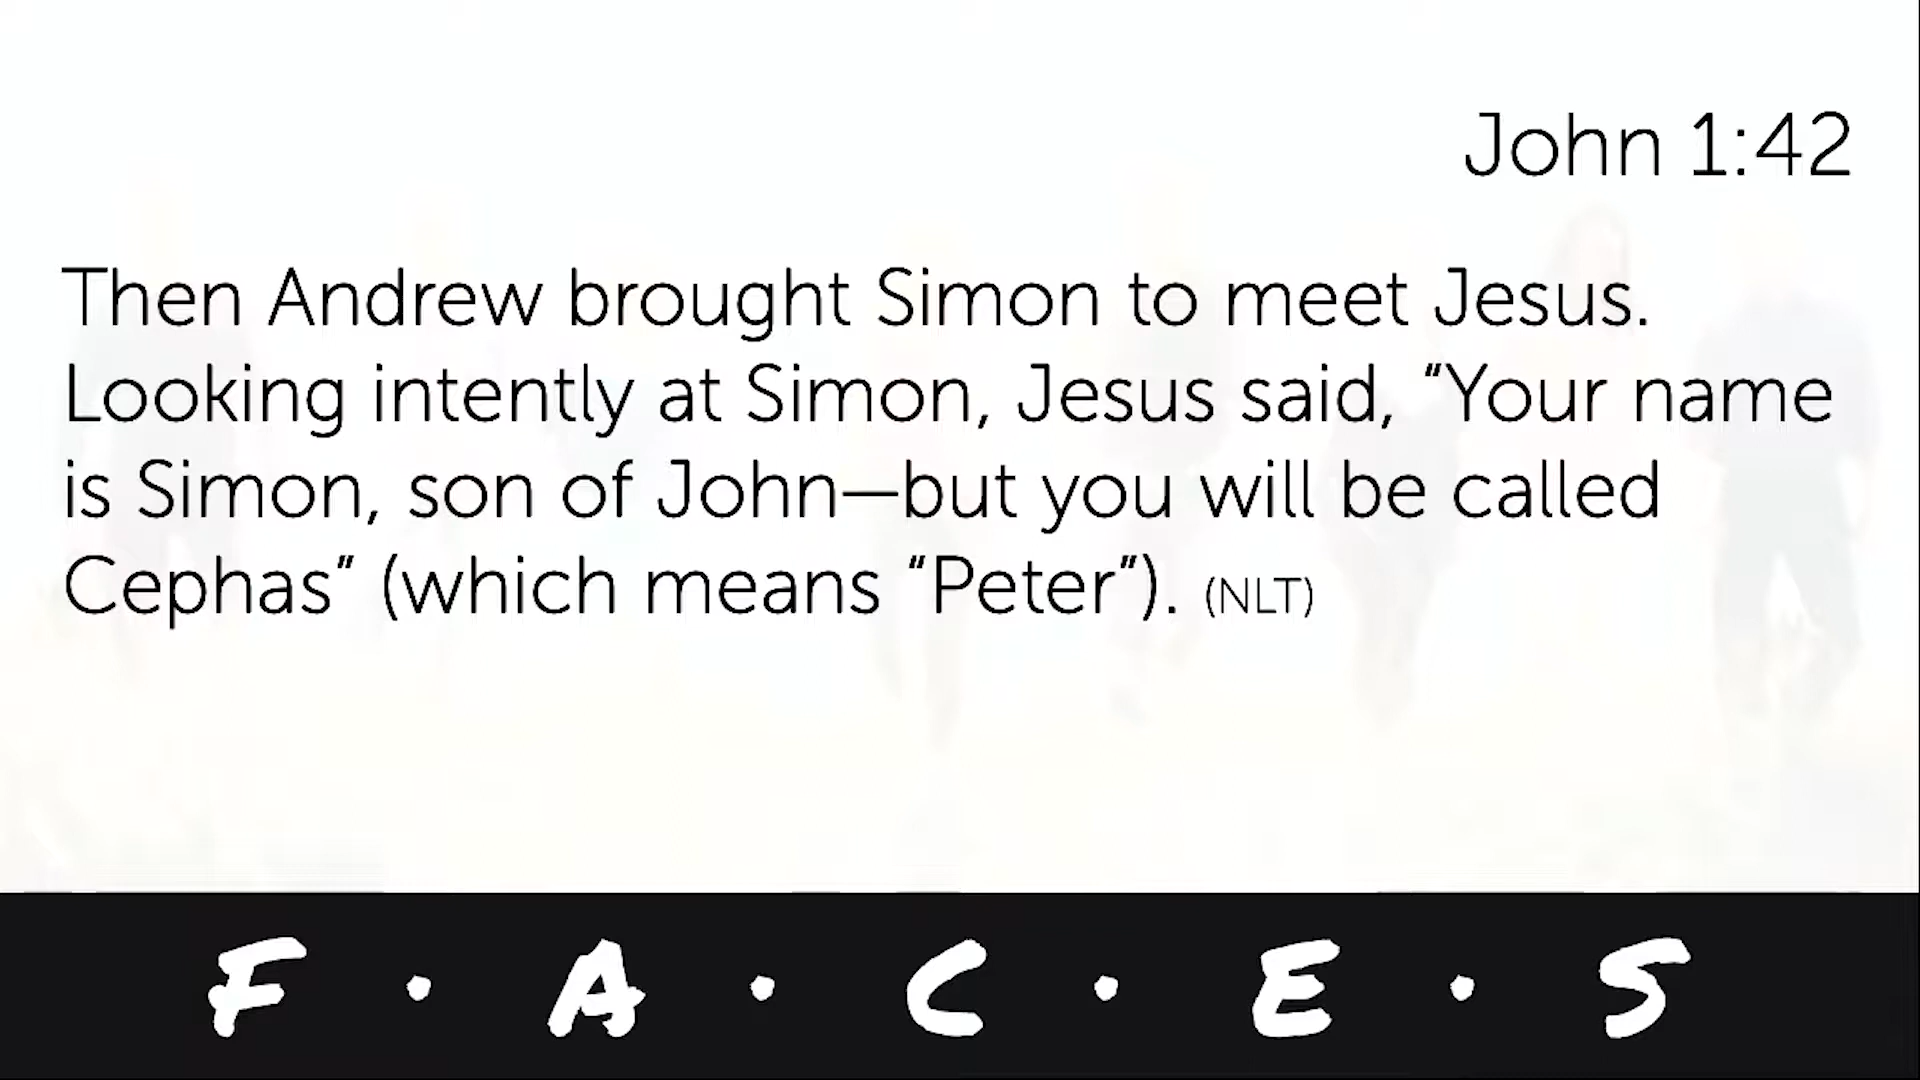 John 1:42
Then Andrew brought Simon to meet Jesus.
Looking intently at Simon, Jesus said, “Your name
is Simon, son of John—but you will be called
Cephas” (which means “Peter”). (NLT)
F · A · C · E · S